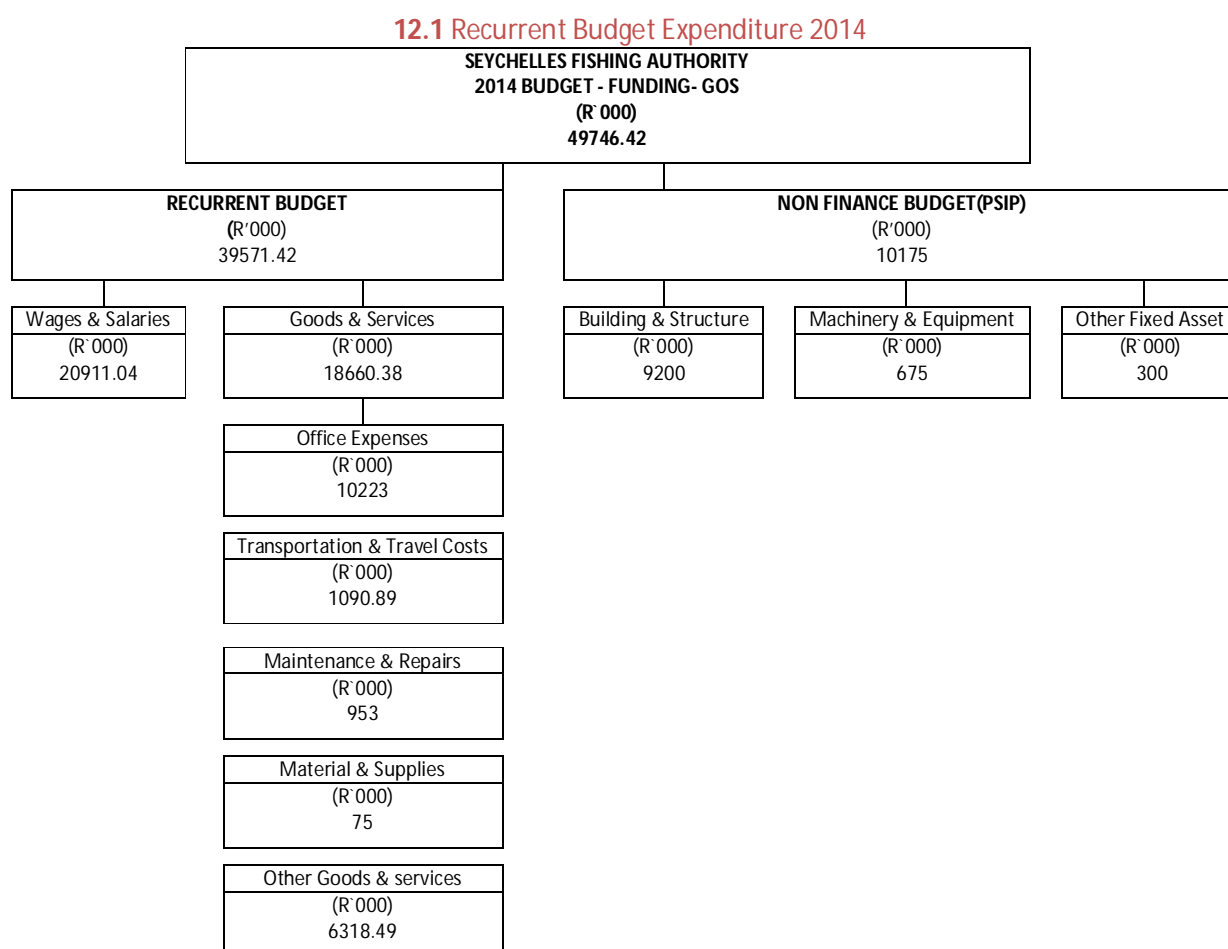 12.1 Recurrent Budget Expenditure 2014
SEYCHELLES FISHING AUTHORITY
2014 BUDGET - FUNDING- GOS
(R`000)
49746.42
RECURRENT BUDGET
(R'000)
39571.42
NON FINANCE BUDGET(PSIP)
(R'000)
10175
Wages & Salaries
(R`000)
20911.04
Goods & Services
(R`000)
18660.38
Building & Structure
(R`000)
9200
Machinery & Equipment
(R`000)
675
Other Fixed Asset
(R`000)
300
Office Expenses
(R`000)
10223
Transportation & Travel Costs
(R`000)
1090.89
Maintenance & Repairs
(R`000)
953
Material & Supplies
(R`000)
75
Other Goods & services
(R`000)
6318.49